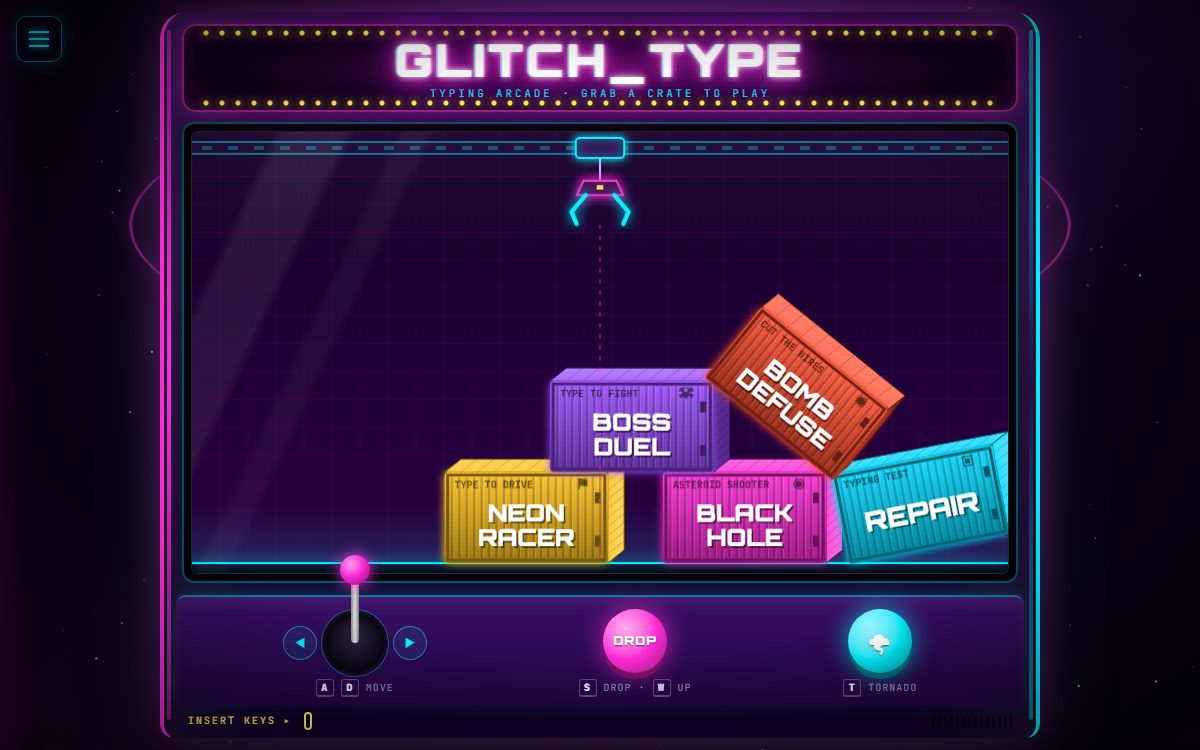 GLITCH_TYPE
TYPING ARCADE · GRAB A CRATE TO PLAY
CUT THE WIRES
BOMB
DEFUSE
TYPE TO FIGHT
BOSS
DUEL
TYPE TO DRIVE
NEON
RACER
ASTEROID SHOOTER
BLACK
HOLE
TYPING TEST
REPAIR
DROP
A D MOVE
S DROP · W UP
T TORNADO
INSERT KEYS ▸